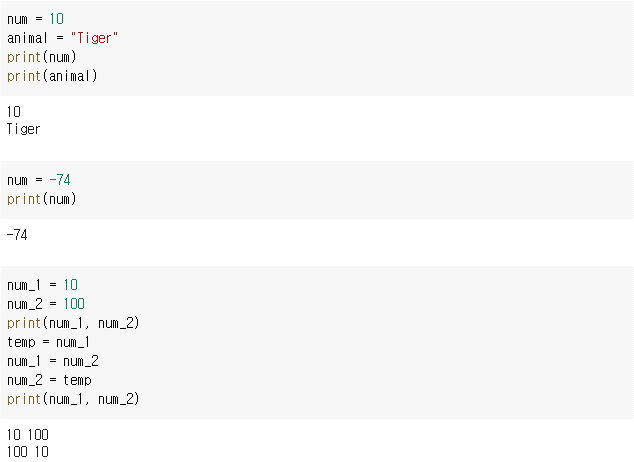 num = 10
animal = "Tiger"
print(num)
print(animal)
10
Tiger
num = -74
print(num)
-74
num_1 = 10
num_2 = 100
print(num_1, num_2)
temp = num_1
num_1 = num_2
num_2 = temp
print(num_1, num_2)
10 100
100 10